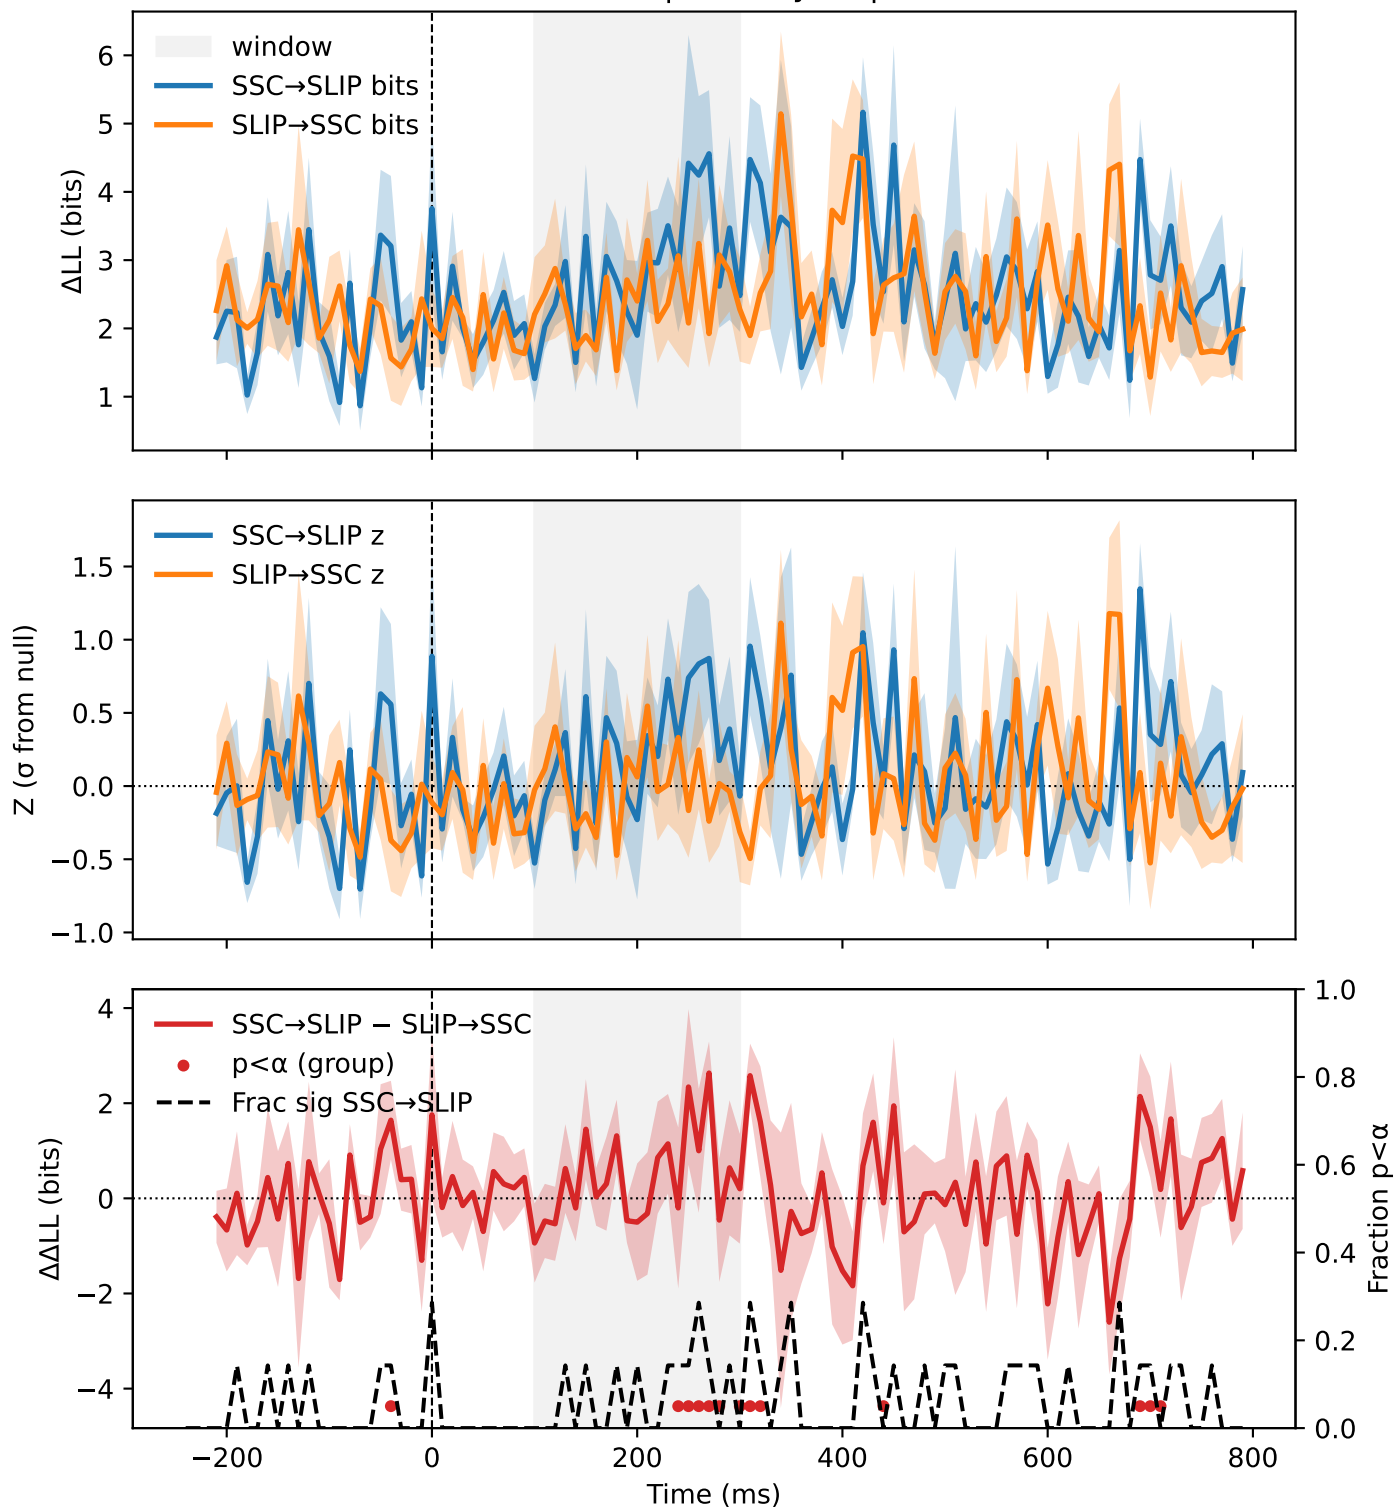 window
SSC→SLIP bits
SLIP→SSC bits
ΔLL (bits)
6
5
4
3
2
1
SSC→SLIP z
SLIP→SSC z
Z (σ from null)
1.5
1.0
0.5
0.0
−0.5
−1.0
SSC→SLIP − SLIP→SSC
p<α (group)
Frac sig SSC→SLIP
ΔΔLL (bits)
4
2
0
−2
−4
1.0
0.8
0.6
0.4
0.2
0.0
Fraction p<α
−200 0 200 400 600 800
Time (ms)